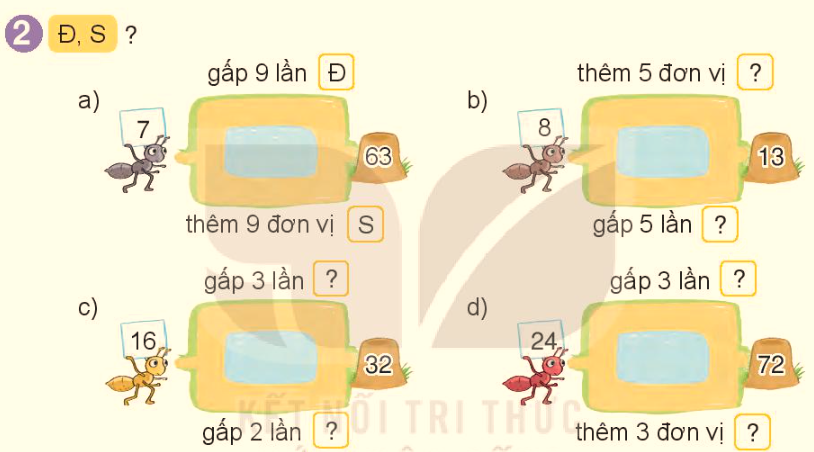 2 Đ, S ?
a)
gấp 9 lần Đ
7
63
thêm 9 đơn vị S
b)
thêm 5 đơn vị ?
8
13
gấp 5 lần ?
c)
gấp 3 lần ?
16
32
gấp 2 lần ?
d)
gấp 3 lần ?
24
72
thêm 3 đơn vị ?
KẾT NỐI TRI THỨC